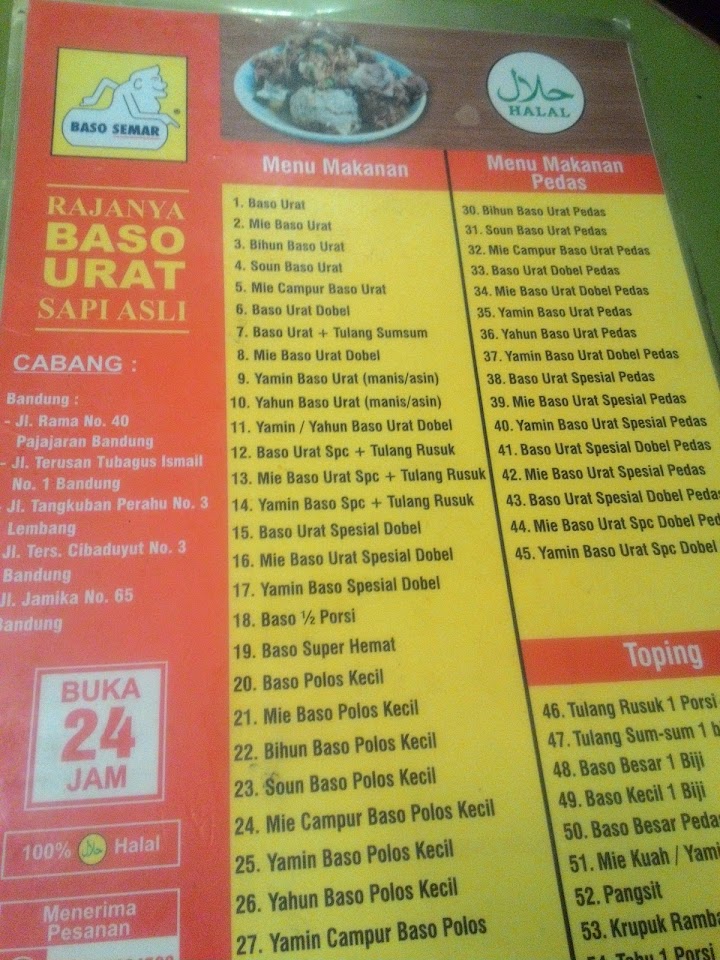 BASO SEMAR
RAJANYA
BASO
URAT
SAPI ASLI
CABANG :
Bandung :
- Jl. Rama No. 40
Pajajaran Bandung
- Jl. Terusan Tubagus Ismail
No. 1 Bandung
- Jl. Tangkuban Perahu No. 3
Lembang
Jl. Ters. Cibaduyut No. 3
Bandung
Jl. Jamika No. 65
Bandung
BUKA
24
JAM
100% حلال Halal
Menerima
Pesanan
حلال
HALAL
Menu Makanan
1. Baso Urat
2. Mie Baso Urat
3. Bihun Baso Urat
4. Soun Baso Urat
5. Mie Campur Baso Urat
6. Baso Urat Dobel
7. Baso Urat + Tulang Sumsum
8. Mie Baso Urat Dobel
9. Yamin Baso Urat (manis/asin)
10. Yahun Baso Urat (manis/asin)
11. Yamin / Yahun Baso Urat Dobel
12. Baso Urat Spc + Tulang Rusuk
13. Mie Baso Urat Spc + Tulang Rusuk
14. Yamin Baso Spc + Tulang Rusuk
15. Baso Urat Spesial Dobel
16. Mie Baso Urat Spesial Dobel
17. Yamin Baso Spesial Dobel
18. Baso ½ Porsi
19. Baso Super Hemat
20. Baso Polos Kecil
21. Mie Baso Polos Kecil
22. Bihun Baso Polos Kecil
23. Soun Baso Polos Kecil
24. Mie Campur Baso Polos Kecil
25. Yamin Baso Polos Kecil
26. Yahun Baso Polos Kecil
27. Yamin Campur Baso Polos
Menu Makanan
Pedas
30. Bihun Baso Urat Pedas
31. Soun Baso Urat Pedas
32. Mie Campur Baso Urat Pedas
33. Baso Urat Dobel Pedas
34. Mie Baso Urat Dobel Pedas
35. Yamin Baso Urat Pedas
36. Yahun Baso Urat Pedas
37. Yamin Baso Urat Dobel Pedas
38. Baso Urat Spesial Pedas
39. Mie Baso Urat Spesial Pedas
40. Yamin Baso Urat Spesial Pedas
41. Baso Urat Spesial Dobel Pedas
42. Mie Baso Urat Spesial Pedas
43. Baso Urat Spesial Dobel Pedas
44. Mie Baso Urat Spc Dobel Ped
45. Yamin Baso Urat Spc Dobel
Toping
46. Tulang Rusuk 1 Porsi
47. Tulang Sum-sum 1 b
48. Baso Besar 1 Biji
49. Baso Kecil 1 Biji
50. Baso Besar Peda
51. Mie Kuah / Yami
52. Pangsit
53. Krupuk Ramba
54. Tahu 1 Porsi